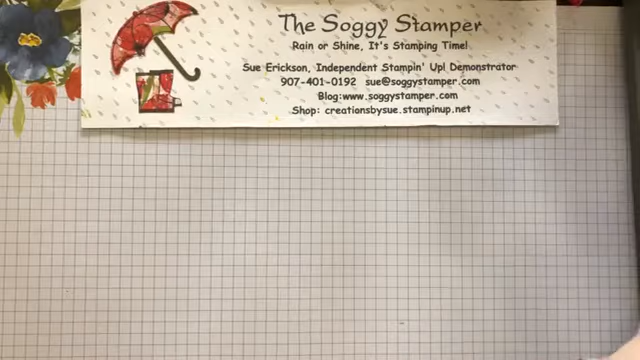 The Soggy Stamper
Rain or Shine, It's Stamping Time!
Sue Erickson, Independent Stampin' Up! Demonstrator
907-401-0192 sue@soggystamper.com
Blog:www.soggystamper.com
Shop: creationsbysue.stampinup.net